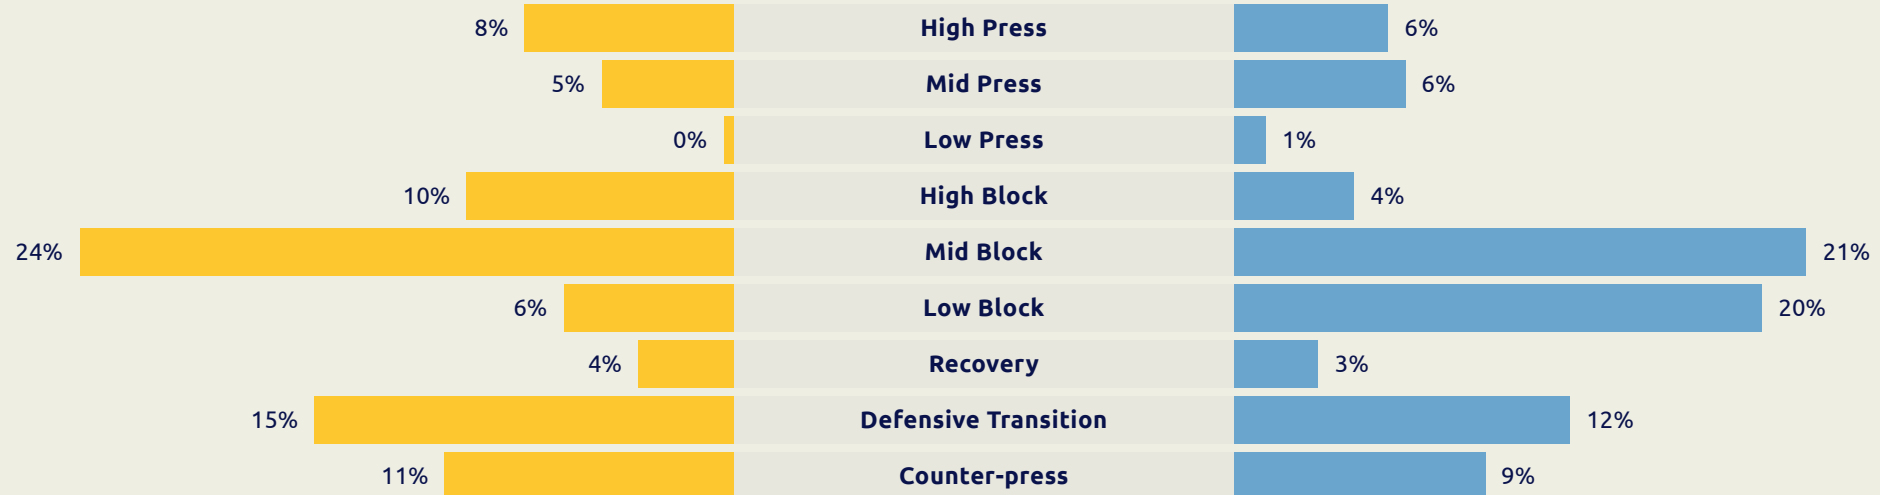 8% High Press 6%
5% Mid Press 6%
0% Low Press 1%
10% High Block 4%
24% Mid Block 21%
6% Low Block 20%
4% Recovery 3%
15% Defensive Transition 12%
11% Counter-press 9%